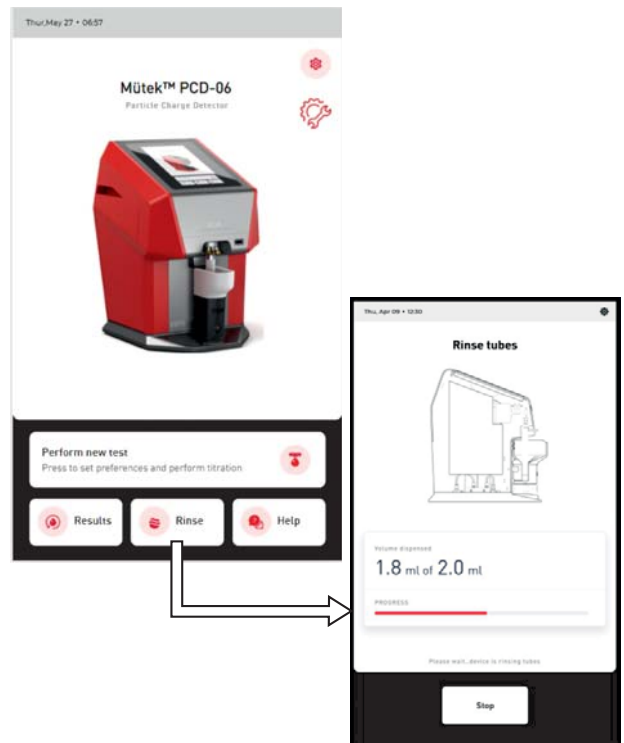 Thur,May 27 • 06:57
Mütek™ PCD-06
Particle Charge Detector
Perform new test
Press to set preferences and perform titration
Results
Rinse
Help
Thu, Apr 09 • 12:30
Rinse tubes
Volume dispensed
1.8 ml of 2.0 ml
PROGRESS
Please wait, device is rinsing tubes
Stop